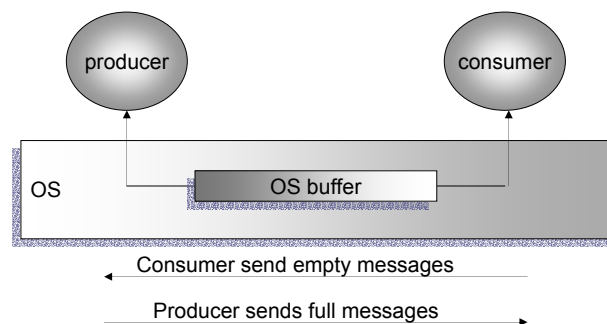 producer
consumer
OS
OS buffer
Consumer send empty messages
Producer sends full messages